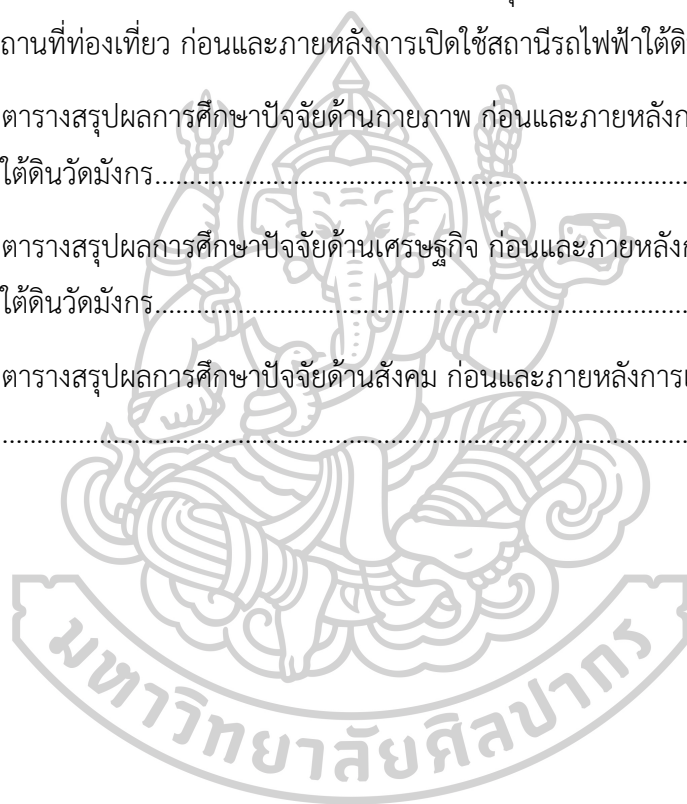 ถานที่ท่องเที่ยว ก่อนและภายหลังการเปิดใช้สถานีรถไฟฟ้าใต้ดิ
ตารางสรุปผลการศึกษาปัจจัยด้านกายภาพ ก่อนและภายหลังก
ใต้ดินวัดมังกร................................................................................
ตารางสรุปผลการศึกษาปัจจัยด้านเศรษฐกิจ ก่อนและภายหลังก
ใต้ดินวัดมังกร................................................................................
ตารางสรุปผลการศึกษาปัจจัยด้านสังคม ก่อนและภายหลังการเ
........................................................................................................
มหาวิทยาลัยศิลปากร